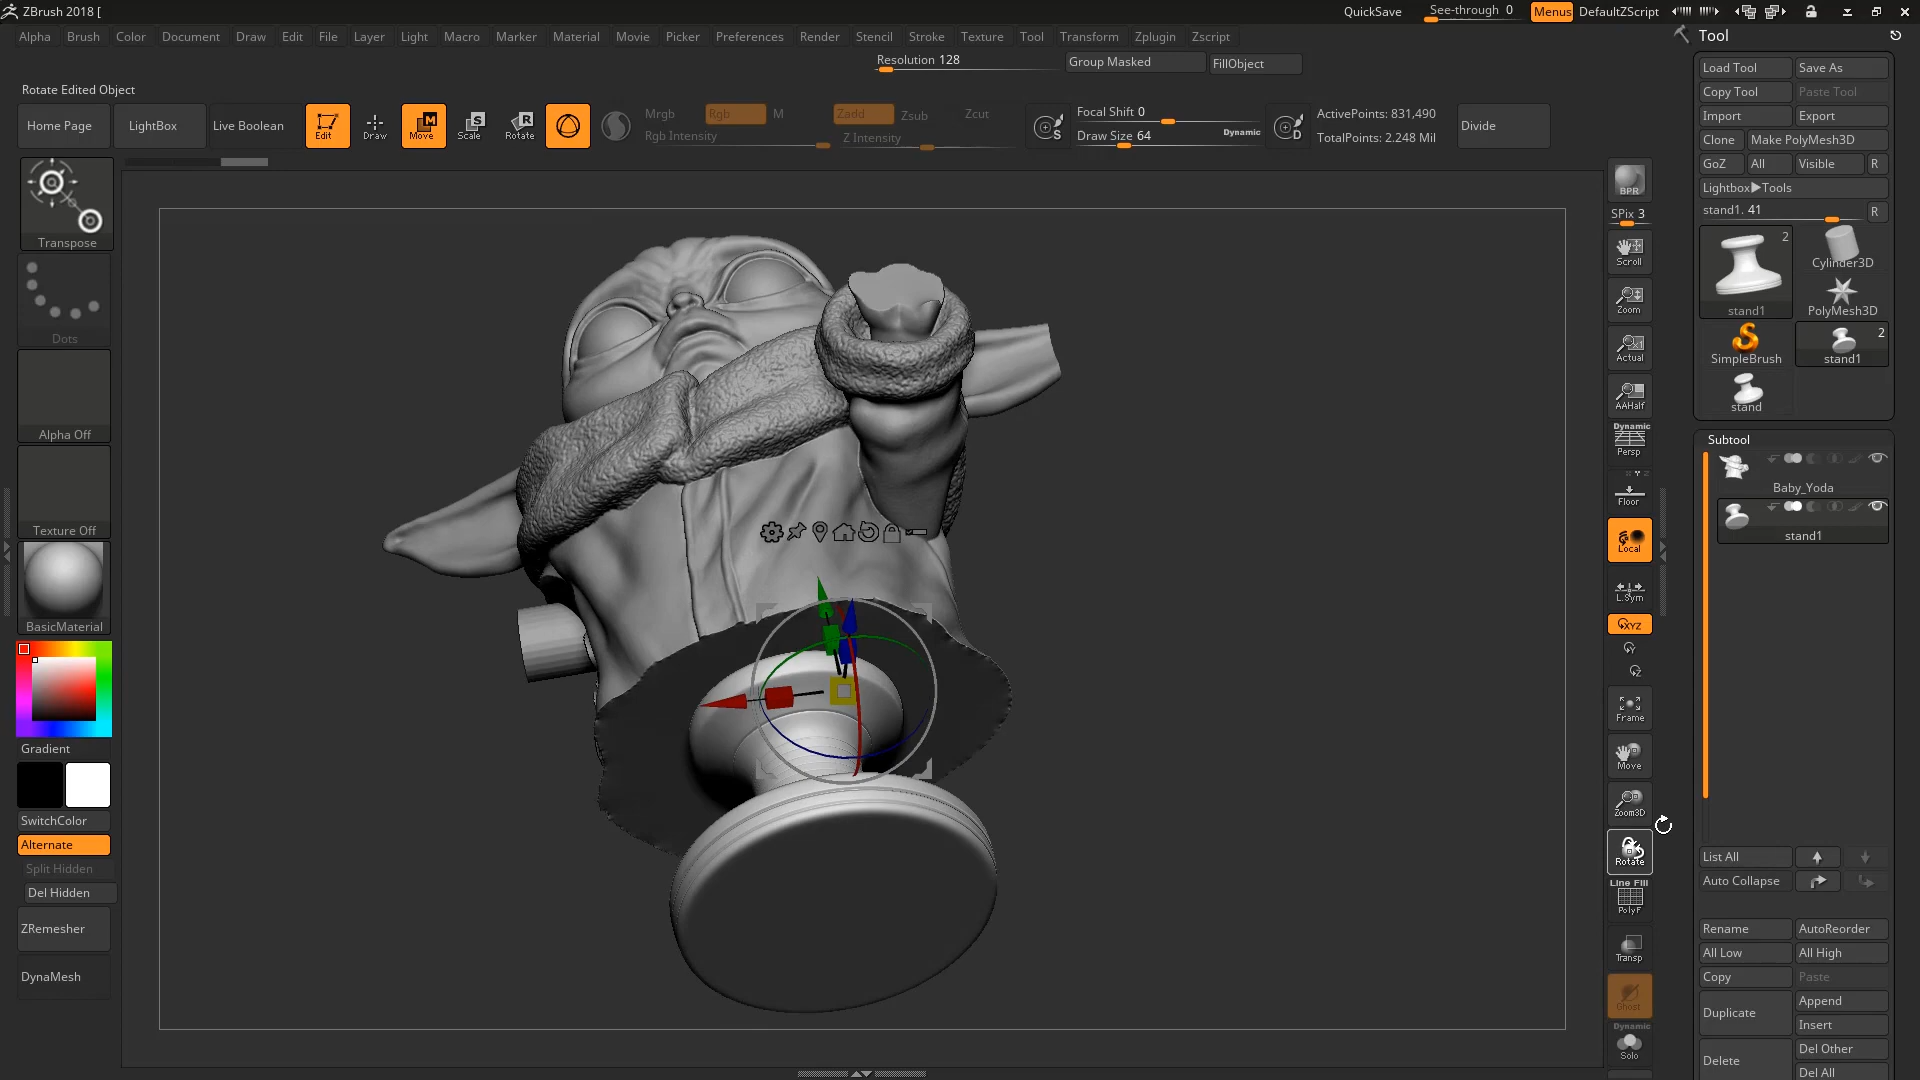 ZBrush 2018 [
QuickSave
See-through 0
Menus
DefaultZScript
Alpha Brush Color Document Draw Edit File Layer Light Macro Marker Material Movie Picker Preferences Render Stencil Stroke Texture Tool Transform Zplugin Zscript
Tool
Resolution 128
Group Masked
FillObject
Rotate Edited Object
Home Page
LightBox
Live Boolean
Edit
Draw
Move
Scale
Rotate
Mrgb
Rgb
M
Rgb Intensity
Zadd
Zsub
Zcut
Z Intensity
S
Focal Shift 0
Draw Size 64
Dynamic
D
ActivePoints: 831,490
TotalPoints: 2.248 Mil
Divide
Transpose
Dots
Alpha Off
Texture Off
BasicMaterial
Gradient
SwitchColor
Alternate
Split Hidden
Del Hidden
ZRemesher
DynaMesh
BPR
SPix 3
Scroll
Zoom
Actual
AAHalf
Dynamic
Persp
Floor
Local
L.Sym
XYZ
Frame
Move
Zoom3D
Rotate
Line Fill
PolyF
Transp
Ghost
Dynamic
Solo
Load Tool
Save As
Copy Tool
Paste Tool
Import
Export
Clone
Make PolyMesh3D
GoZ
All
Visible
R
Lightbox▶Tools
stand1. 41
R
2
stand1
Cylinder3D
PolyMesh3D
SimpleBrush
2
stand1
stand
Subtool
Baby_Yoda
stand1
List All
Auto Collapse
Rename
AutoReorder
All Low
All High
Copy
Paste
Duplicate
Append
Insert
Delete
Del Other
Del All